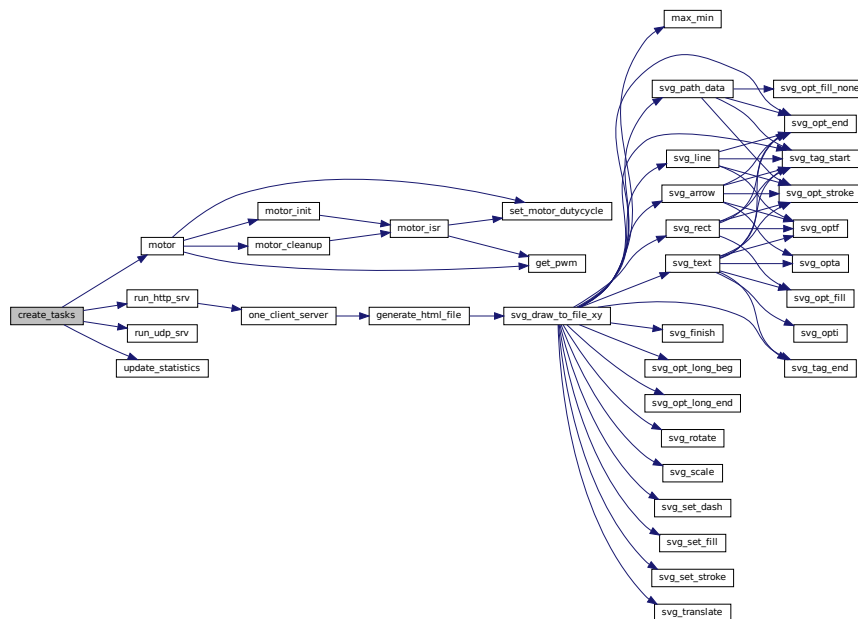 max_min
svg_path_data
svg_opt_fill_none
svg_opt_end
svg_line
svg_tag_start
svg_arrow
svg_opt_stroke
motor_init
set_motor_dutycycle
motor_isr
svg_rect
svg_optf
motor
motor_cleanup
get_pwm
svg_text
svg_opta
run_http_srv
svg_opt_fill
create_tasks
one_client_server
generate_html_file
svg_draw_to_file_xy
run_udp_srv
svg_finish
svg_opti
update_statistics
svg_opt_long_beg
svg_tag_end
svg_opt_long_end
svg_rotate
svg_scale
svg_set_dash
svg_set_fill
svg_set_stroke
svg_translate